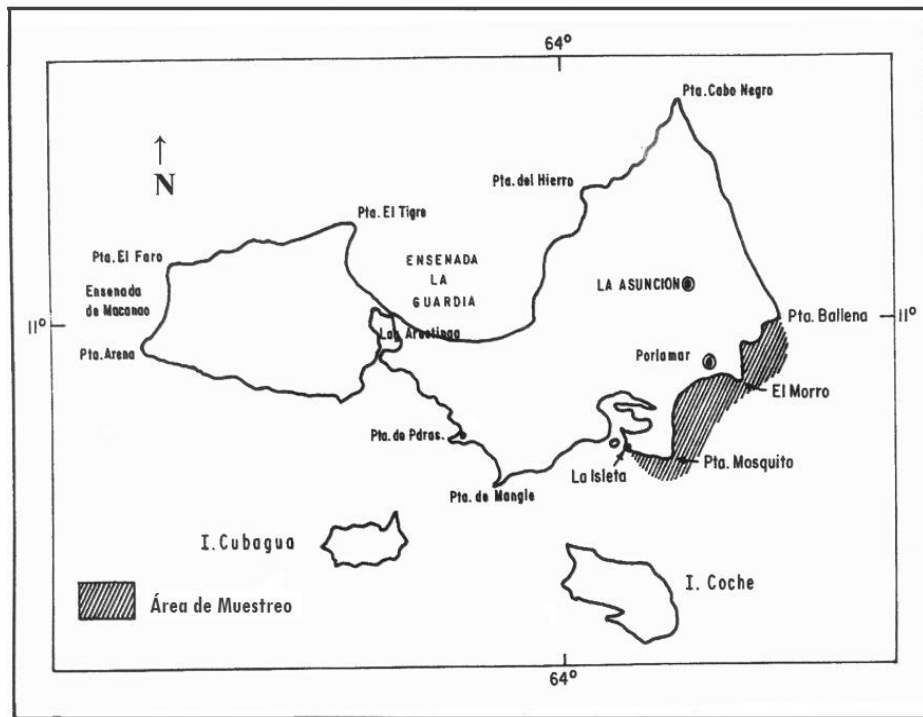 64°
Pta. Cabo Negro
N
Pta. del Hierro
Pta. El Tigre
Pta. El Faro
ENSENADA
LA
GUARDIA
LA ASUNCION
Ensenada
de Macanao
11°
Pta. Ballena
11°
Lag Arestinga
Pta. Arena
Porlamar
El Morro
Pta. de Pdras.
La Isleta
Pta. Mosquito
Pta. de Mangle
I. Cubagua
I. Coche
Área de Muestreo
64°